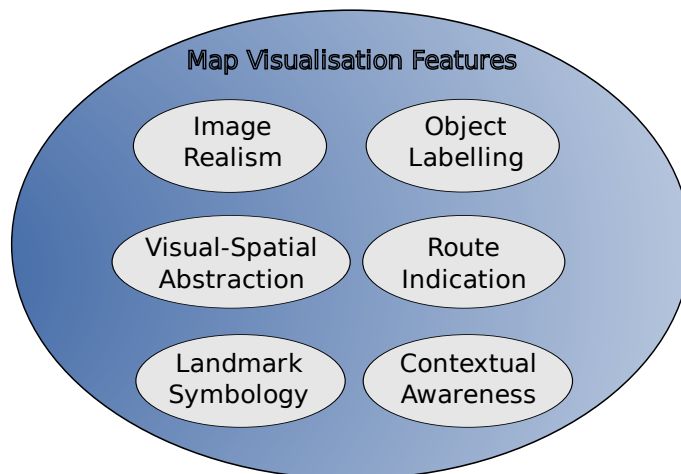 Map Visualisation Features
Image
Realism
Object
Labelling
Visual-Spatial
Abstraction
Route
Indication
Landmark
Symbology
Contextual
Awareness